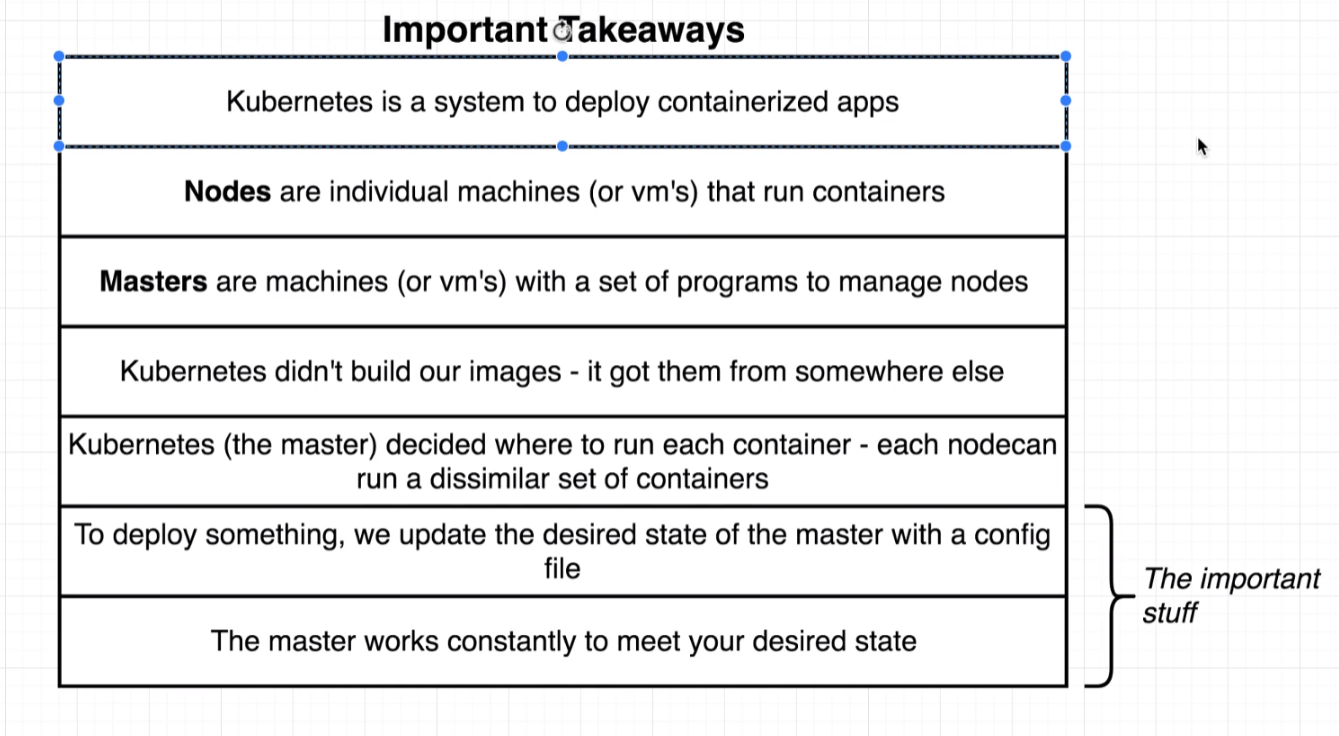 Important Takeaways
Kubernetes is a system to deploy containerized apps
Nodes are individual machines (or vm's) that run containers
Masters are machines (or vm's) with a set of programs to manage nodes
Kubernetes didn't build our images - it got them from somewhere else
Kubernetes (the master) decided where to run each container - each nodecan
run a dissimilar set of containers
To deploy something, we update the desired state of the master with a config
file
The important
stuff
The master works constantly to meet your desired state